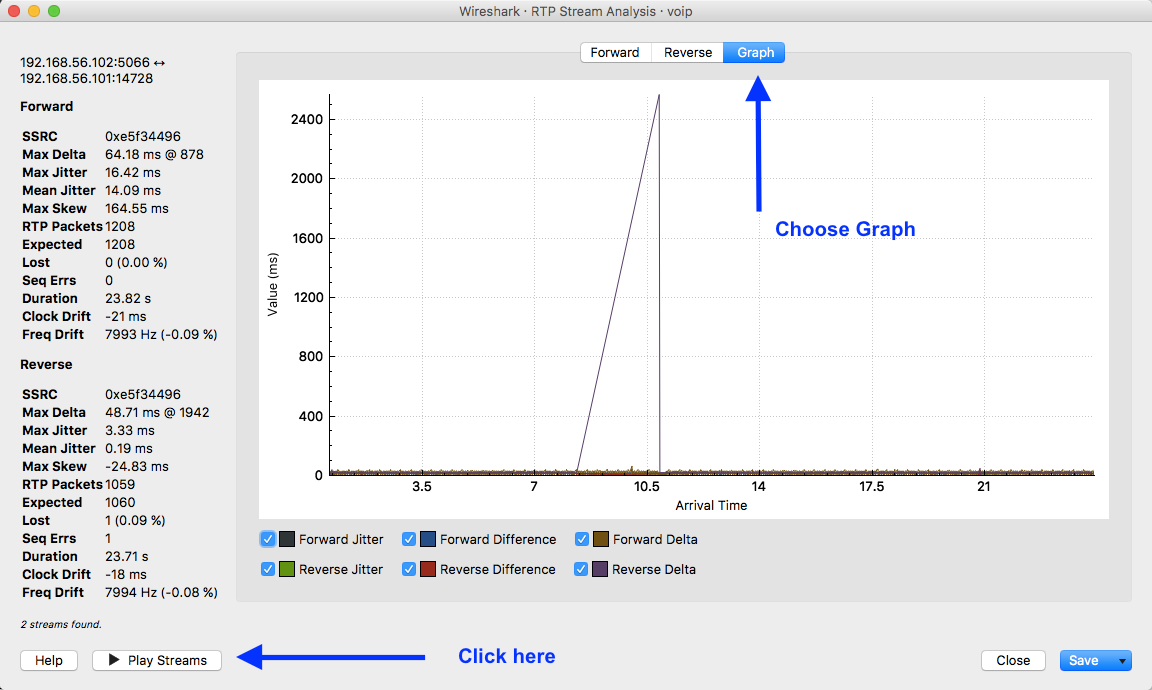 Wireshark · RTP Stream Analysis · voip
192.168.56.102:5066 ↔
192.168.56.101:14728
Forward
SSRC 0xe5f34496
Max Delta 64.18 ms @ 878
Max Jitter 16.42 ms
Mean Jitter 14.09 ms
Max Skew 164.55 ms
RTP Packets 1208
Expected 1208
Lost 0 (0.00 %)
Seq Errs 0
Duration 23.82 s
Clock Drift -21 ms
Freq Drift 7993 Hz (-0.09 %)
Reverse
SSRC 0xe5f34496
Max Delta 48.71 ms @ 1942
Max Jitter 3.33 ms
Mean Jitter 0.19 ms
Max Skew -24.83 ms
RTP Packets 1059
Expected 1060
Lost 1 (0.09 %)
Seq Errs 1
Duration 23.71 s
Clock Drift -18 ms
Freq Drift 7994 Hz (-0.08 %)
2 streams found.
Help Play Streams
Forward Reverse Graph
Choose Graph
Value (ms)
2400
2000
1600
1200
800
400
0
3.5 7 10.5 14 17.5 21
Arrival Time
Forward Jitter Forward Difference Forward Delta
Reverse Jitter Reverse Difference Reverse Delta
Click here
Close Save